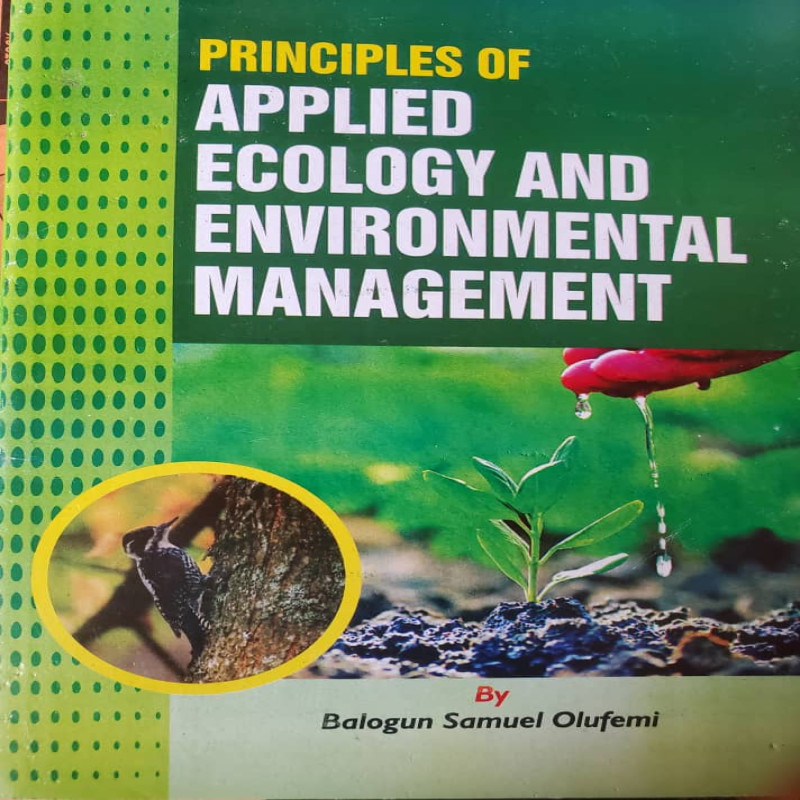 PRINCIPLES OF
APPLIED
ECOLOGY AND
ENVIRONMENTAL
MANAGEMENT
By
Balogun Samuel Olufemi